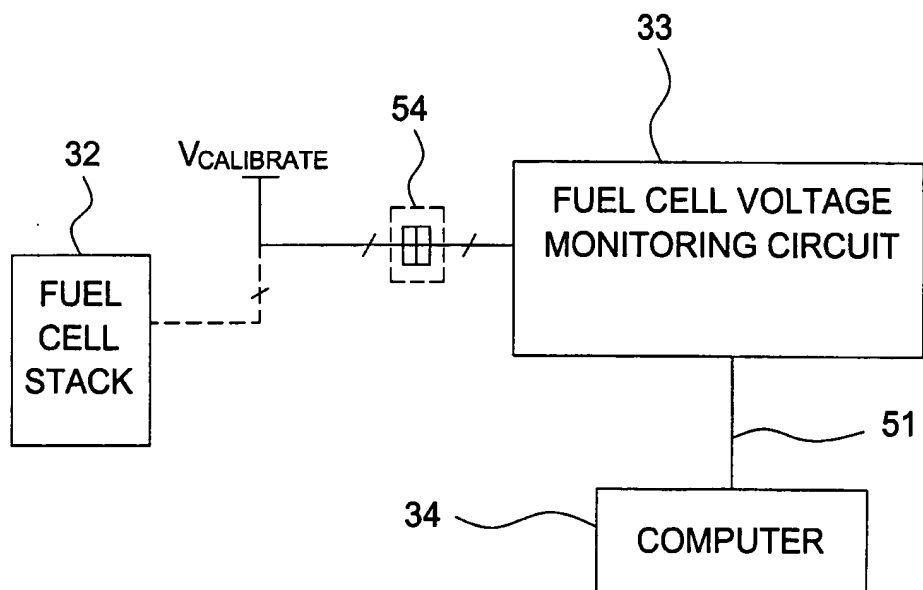 33
54
32
VCALIBRATE
FUEL CELL VOLTAGE
MONITORING CIRCUIT
FUEL
CELL
STACK
51
34
COMPUTER